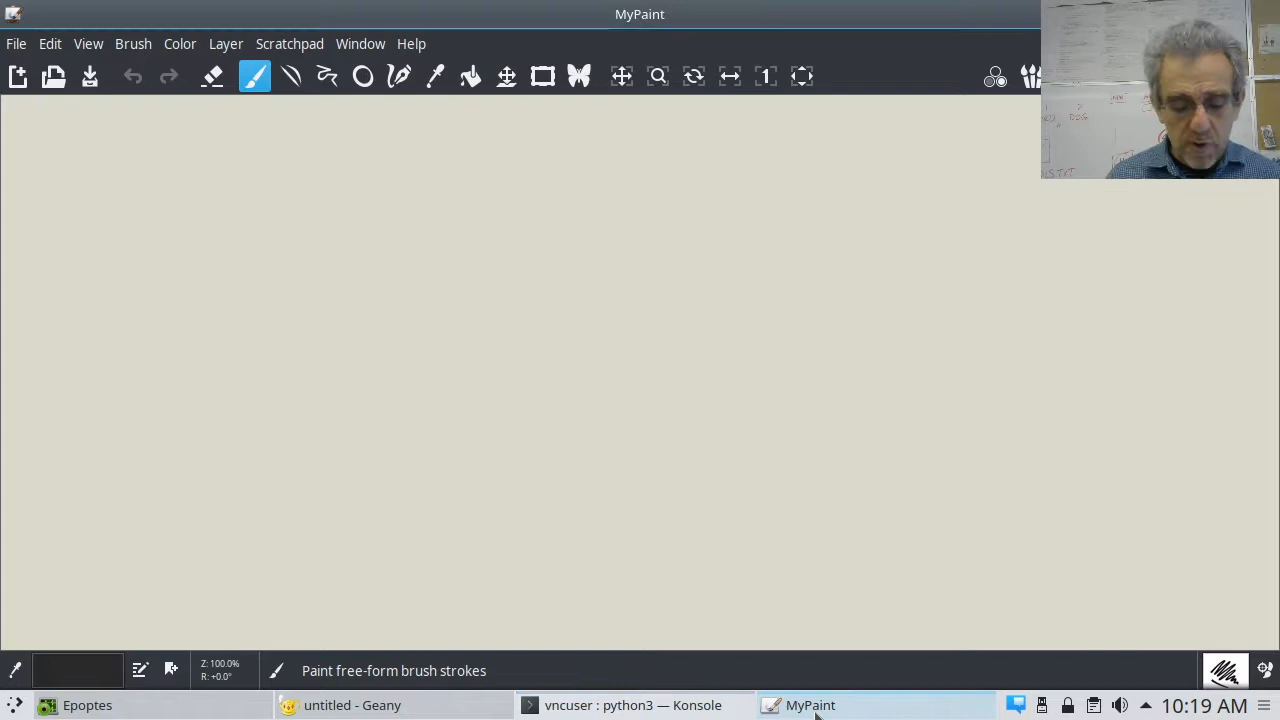 MyPaint
File Edit View Brush Color Layer Scratchpad Window Help
1
Z: 100.0%
R: +0.0°
Paint free-form brush strokes
Epoptes
untitled - Geany
vncuser : python3 — Konsole
MyPaint
10:19 AM